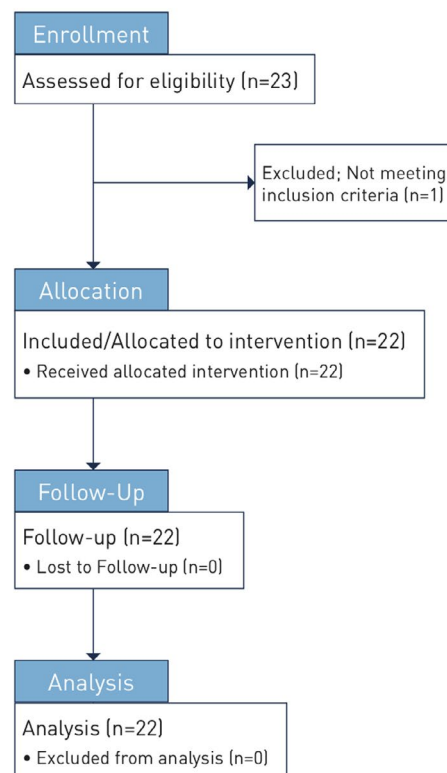 Enrollment
Assessed for eligibility (n=23)
Excluded; Not meeting
inclusion criteria (n=1)
Allocation
Included/Allocated to intervention (n=22)
• Received allocated intervention (n=22)
Follow-Up
Follow-up (n=22)
• Lost to Follow-up (n=0)
Analysis
Analysis (n=22)
• Excluded from analysis (n=0)